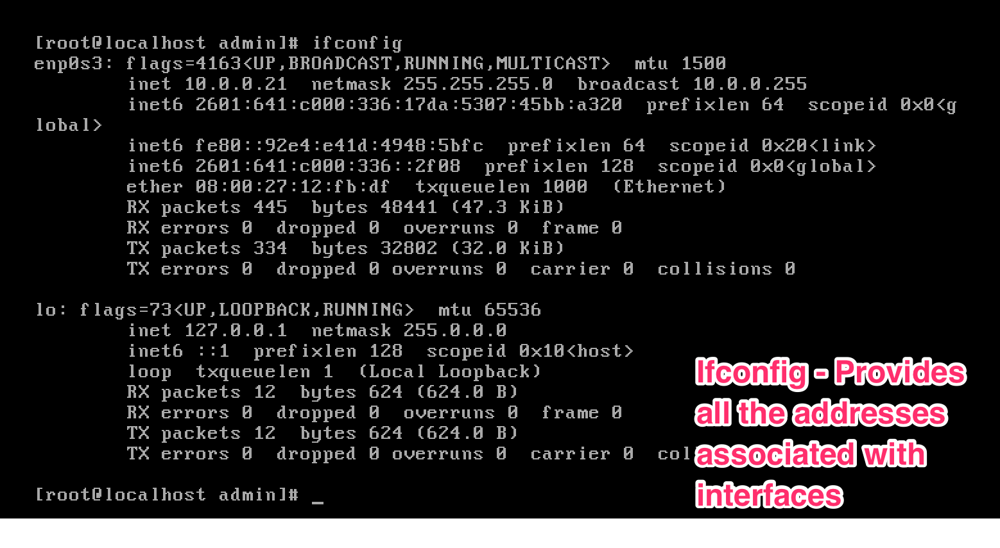 [root@localhost admin]# ifconfig
enp0s3: flags=4163<UP,BROADCAST,RUNNING,MULTICAST>  mtu 1500
        inet 10.0.0.21  netmask 255.255.255.0  broadcast 10.0.0.255
        inet6 2601:641:c000:336:17da:5307:45bb:a320  prefixlen 64  scopeid 0x0<g
lobal>
        inet6 fe80::92e4:e41d:4948:5bfc  prefixlen 64  scopeid 0x20<link>
        inet6 2601:641:c000:336::2f08  prefixlen 128  scopeid 0x0<global>
        ether 08:00:27:12:fb:df  txqueuelen 1000  (Ethernet)
        RX packets 445  bytes 48441 (47.3 KiB)
        RX errors 0  dropped 0  overruns 0  frame 0
        TX packets 334  bytes 32802 (32.0 KiB)
        TX errors 0  dropped 0 overruns 0  carrier 0  collisions 0

lo: flags=73<UP,LOOPBACK,RUNNING>  mtu 65536
        inet 127.0.0.1  netmask 255.0.0.0
        inet6 ::1  prefixlen 128  scopeid 0x10<host>
        loop  txqueuelen 1  (Local Loopback)
        RX packets 12  bytes 624 (624.0 B)
        RX errors 0  dropped 0  overruns 0  frame 0
        TX packets 12  bytes 624 (624.0 B)
        TX errors 0  dropped 0 overruns 0  carrier 0  col

[root@localhost admin]# _
Ifconfig - Provides
all the addresses
associated with
interfaces